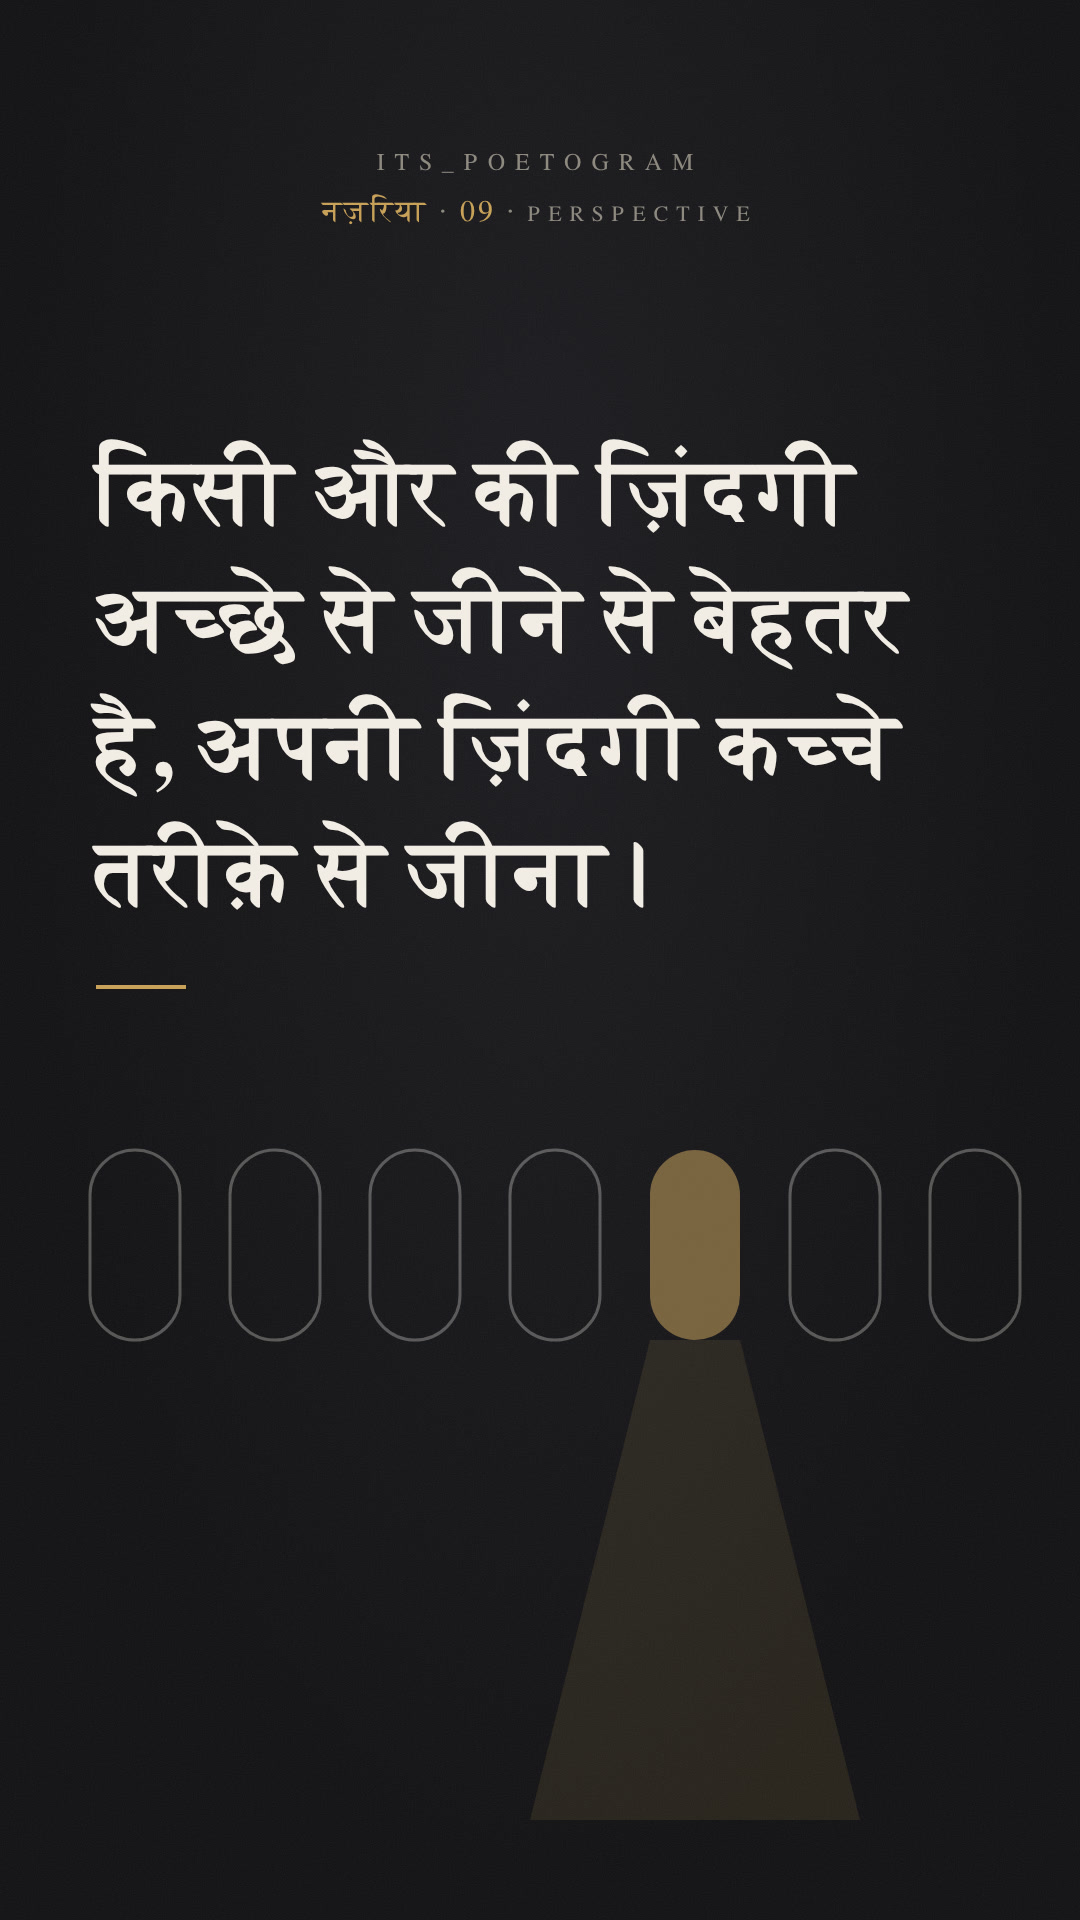 ITS_POETOGRAM
नज़रिया · 09 · PERSPECTIVE
किसी और की ज़िंदगी
अच्छे से जीने से बेहतर
है, अपनी ज़िंदगी कच्चे
तरीक़े से जीना।